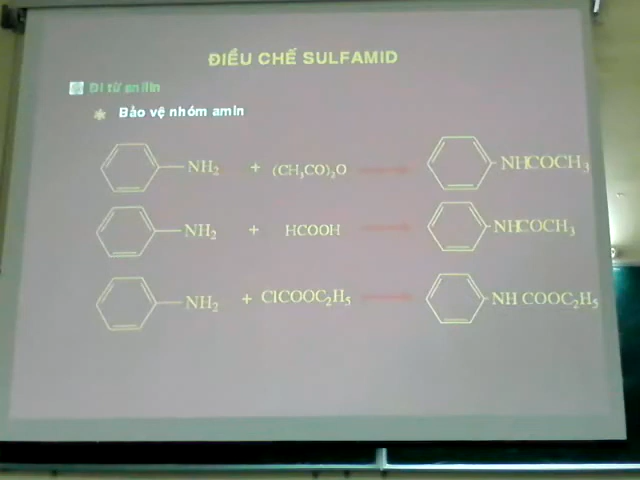 ĐIỀU CHẾ SULFAMID
Đi từ anilin
Bảo vệ nhóm amin
NH₂ + (CH₃CO)₂O NHCOCH₃
NH₂ + HCOOH NHCOCH₃
NH₂ + ClCOOC₂H₅ NH COOC₂H₅